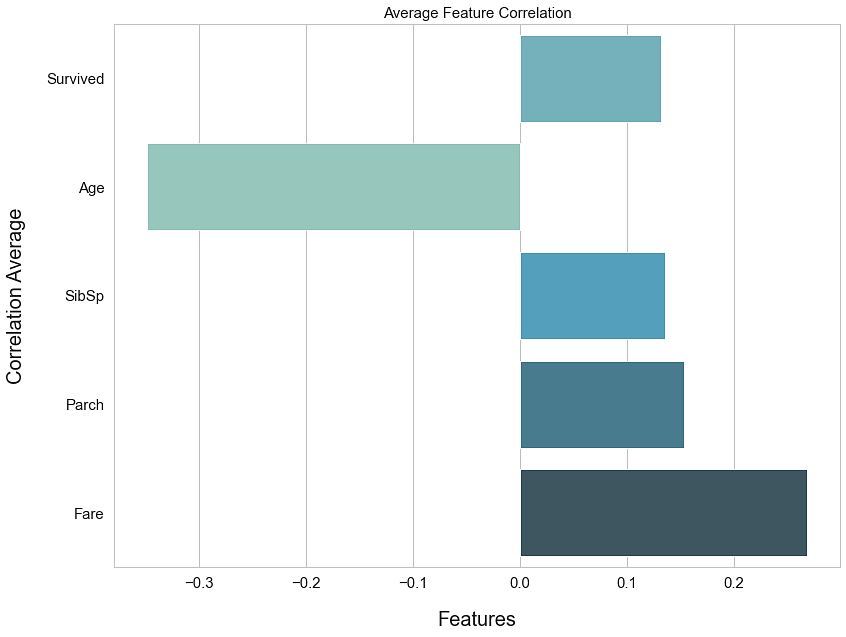 Average Feature Correlation
Survived
Age
SibSp
Parch
Fare
Correlation Average
−0.3 −0.2 −0.1 0.0 0.1 0.2
Features